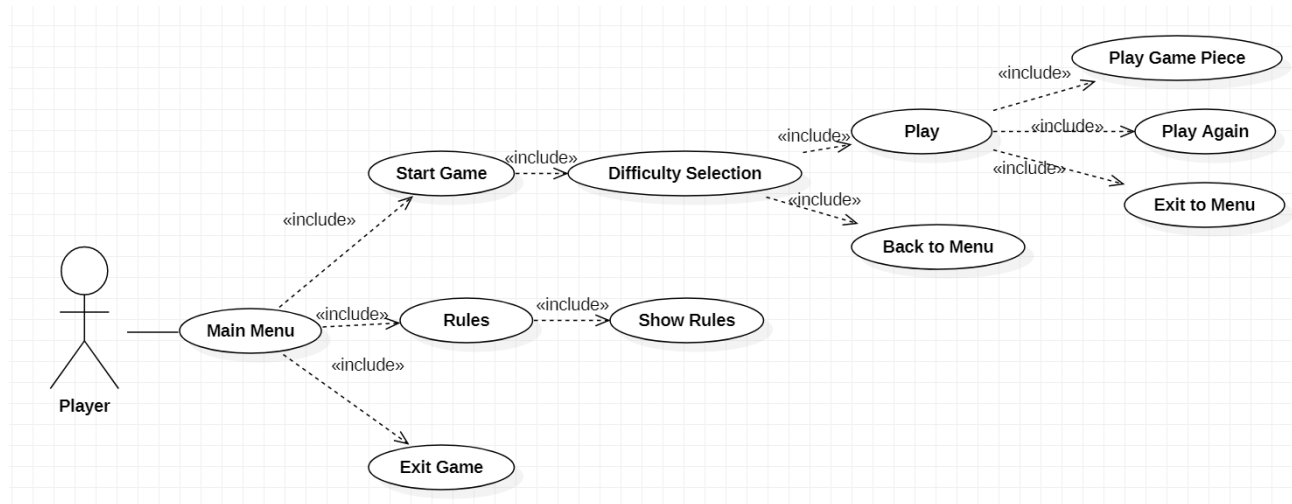 Play Game Piece
«include»
Play
«include»
«include»
Play Again
Start Game
«include»
Difficulty Selection
«include»
«include»
Exit to Menu
«include»
Back to Menu
Main Menu
«include»
Rules
«include»
Show Rules
«include»
Player
Exit Game